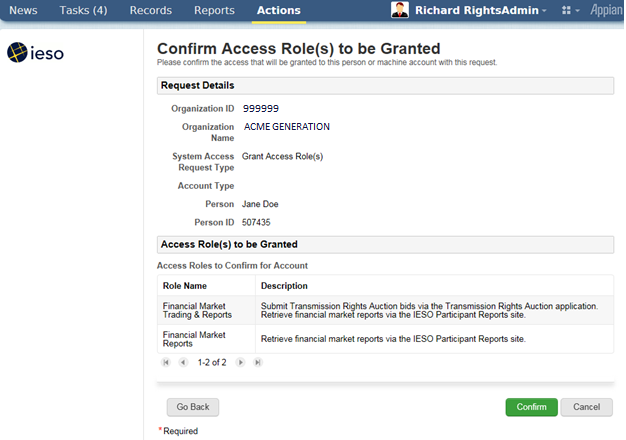 News Tasks (4) Records Reports Actions Richard RightsAdmin Appian
ieso
Confirm Access Role(s) to be Granted
Please confirm the access that will be granted to this person or machine account with this request.
Request Details
Organization ID 999999
Organization ACME GENERATION
Name
System Access Grant Access Role(s)
Request Type
Account Type
Person Jane Doe
Person ID 507435
Access Role(s) to be Granted
Access Roles to Confirm for Account
Role Name Description
Financial Market Submit Transmission Rights Auction bids via the Transmission Rights Auction application.
Trading & Reports Retrieve financial market reports via the IESO Participant Reports site.
Financial Market
Reports Retrieve financial market reports via the IESO Participant Reports site.
1-2 of 2
Go Back Confirm Cancel
*Required